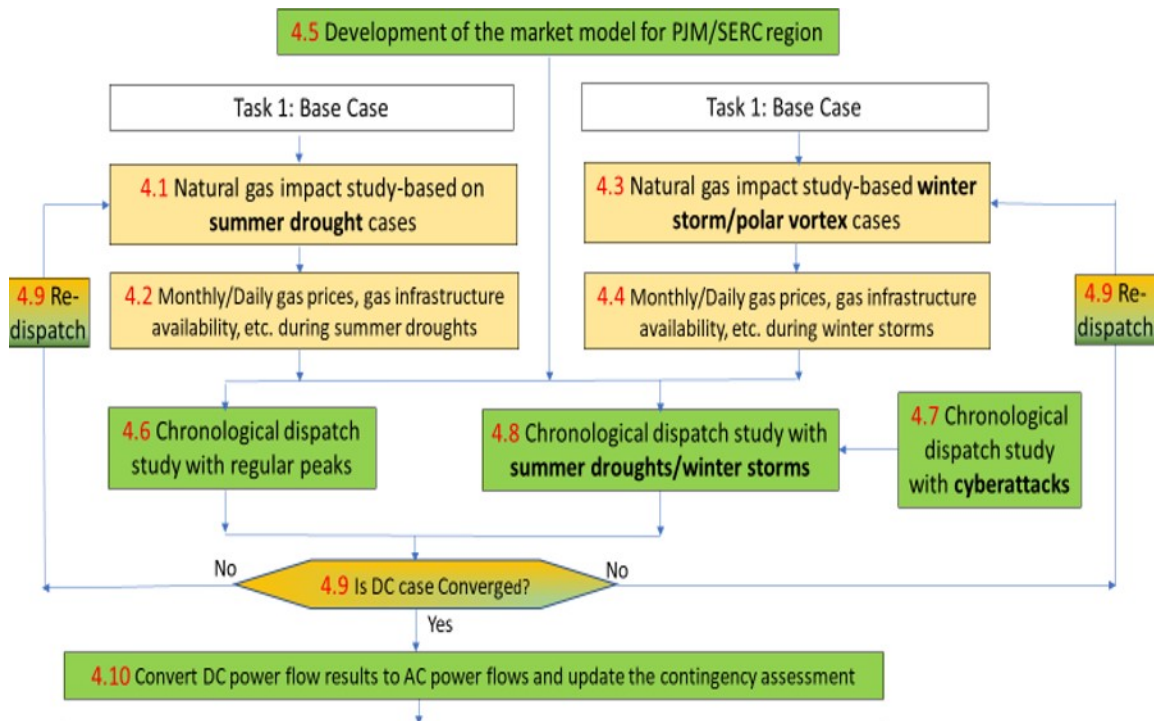 4.5 Development of the market model for PJM/SERC region
Task 1: Base Case
Task 1: Base Case
4.1 Natural gas impact study-based on
summer drought cases
4.3 Natural gas impact study-based winter
storm/polar vortex cases
4.9 Re-
dispatch
4.2 Monthly/Daily gas prices, gas infrastructure
availability, etc. during summer droughts
4.4 Monthly/Daily gas prices, gas infrastructure
availability, etc. during winter storms
4.9 Re-
dispatch
4.6 Chronological dispatch
study with regular peaks
4.8 Chronological dispatch study with
summer droughts/winter storms
4.7 Chronological
dispatch study
with cyberattacks
No
4.9 Is DC case Converged?
No
Yes
4.10 Convert DC power flow results to AC power flows and update the contingency assessment